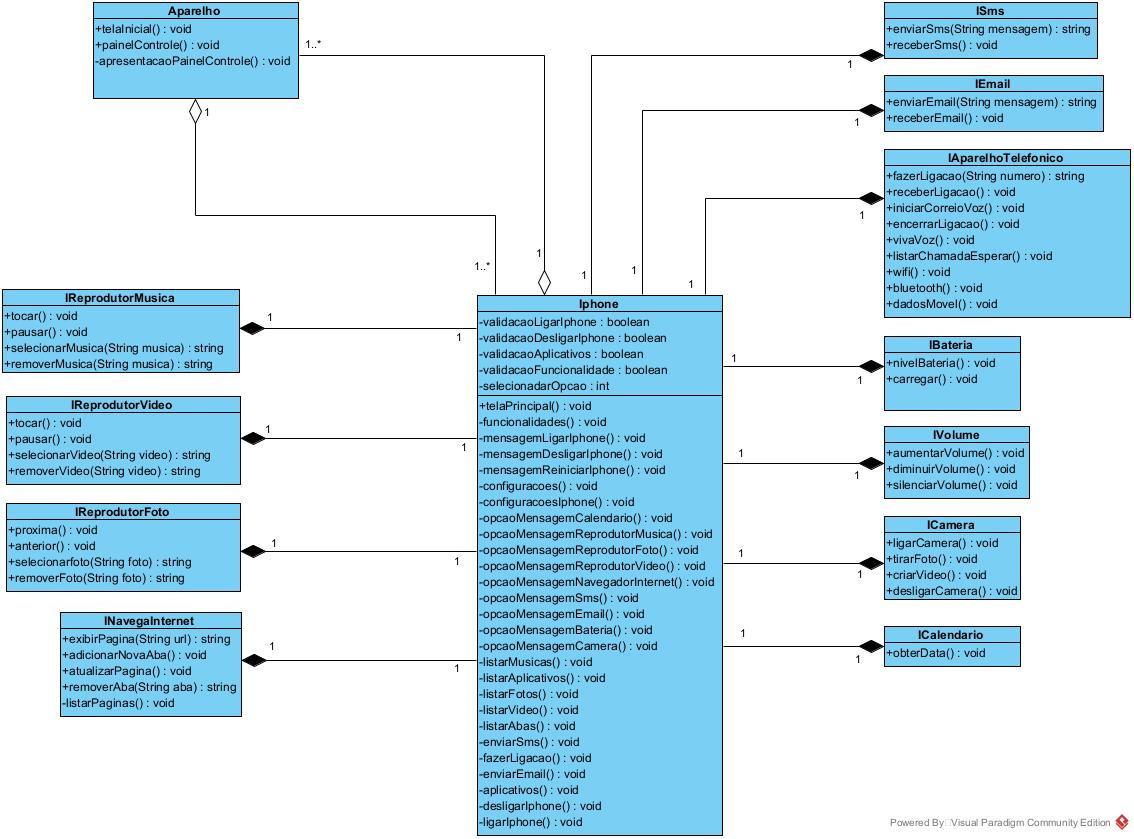 Aparelho
+telaInicial() : void
+painelControle() : void
-apresentacaoPainelControle() : void
1..*
1
1..*
1
ISms
+enviarSms(String mensagem) : string
+receberSms() : void
1
1
IEmail
+enviarEmail(String mensagem) : string
+receberEmail() : void
1
1
IAparelhoTelefonico
+fazerLigacao(String numero) : string
+receberLigacao() : void
+iniciarCorreioVoz() : void
+encerrarLigacao() : void
+vivaVoz() : void
+listarChamadaEsperar() : void
+wifi() : void
+bluetooth() : void
+dadosMovel() : void
1
1
IReprodutorMusica
+tocar() : void
+pausar() : void
+selecionarMusica(String musica) : string
+removerMusica(String musica) : string
1
1
IReprodutorVideo
+tocar() : void
+pausar() : void
+selecionarVideo(String video) : string
+removerVideo(String video) : string
1
1
IReprodutorFoto
+proxima() : void
+anterior() : void
+selecionarfoto(String foto) : string
+removerFoto(String foto) : string
1
1
INavegaInternet
+exibirPagina(String url) : string
+adicionarNovaAba() : void
+atualizarPagina() : void
+removerAba(String aba) : string
-listarPaginas() : void
1
1
Iphone
-validacaoLigarIphone : boolean
-validacaoDesligarIphone : boolean
-validacaoAplicativos : boolean
-validacaoFuncionalidade : boolean
-selecionadarOpcao : int
+telaPrincipal() : void
-funcionalidades() : void
-mensagemLigarIphone() : void
-mensagemDesligarIphone() : void
-mensagemReiniciarIphone() : void
-configuracoes() : void
-configuracoesIphone() : void
-opcaoMensagemCalendario() : void
-opcaoMensagemReprodutorMusica() : void
-opcaoMensagemReprodutorFoto() : void
-opcaoMensagemReprodutorVideo() : void
-opcaoMensagemNavegadorInternet() : void
-opcaoMensagemSms() : void
-opcaoMensagemEmail() : void
-opcaoMensagemBateria() : void
-opcaoMensagemCamera() : void
-listarMusicas() : void
-listarAplicativos() : void
-listarFotos() : void
-listarVideo() : void
-listarAbas() : void
-enviarSms() : void
-fazerLigacao() : void
-enviarEmail() : void
-aplicativos() : void
-desligarIphone() : void
-ligarIphone() : void
IBateria
+nivelBateria() : void
+carregar() : void
1
1
IVolume
+aumentarVolume() : void
+diminuirVolume() : void
+silenciarVolume() : void
1
1
ICamera
+ligarCamera() : void
+tirarFoto() : void
+criarVideo() : void
+desligarCamera() : void
1
1
ICalendario
+obterData() : void
1
1
Powered By Visual Paradigm Community Edition